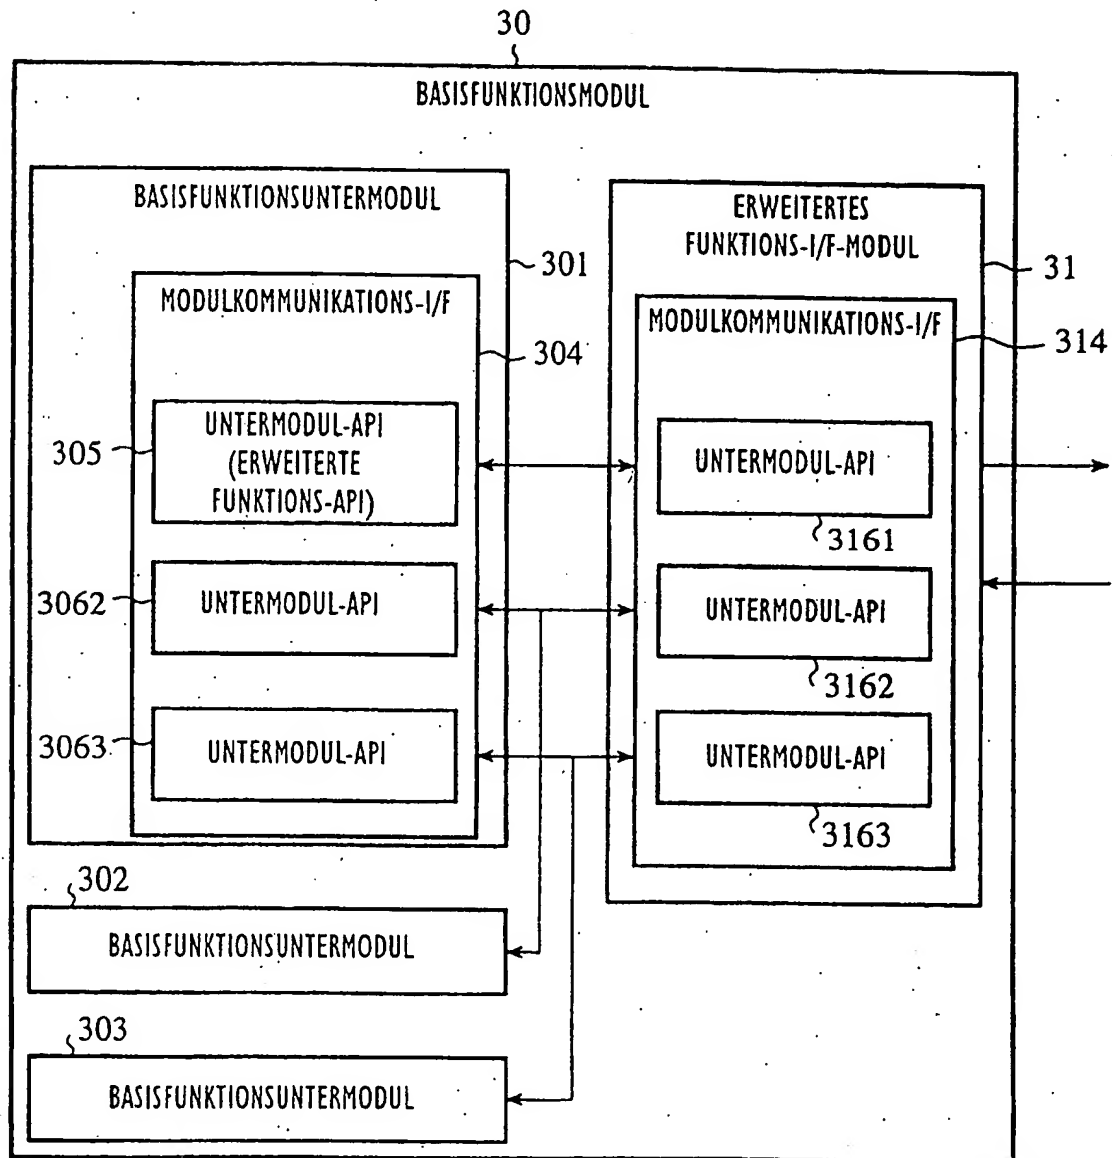 30
BASISFUNKTIONSMODUL
BASISFUNKTIONSUNTERMODUL
301
MODULKOMMUNIKATIONS-I/F
304
305
UNTERMODUL-API
(ERWEITERTE
FUNKTIONS-API)
3062
UNTERMODUL-API
3063
UNTERMODUL-API
ERWEITERTES
FUNKTIONS-I/F-MODUL
31
MODULKOMMUNIKATIONS-I/F
314
UNTERMODUL-API
3161
UNTERMODUL-API
3162
UNTERMODUL-API
3163
302
BASISFUNKTIONSUNTERMODUL
303
BASISFUNKTIONSUNTERMODUL